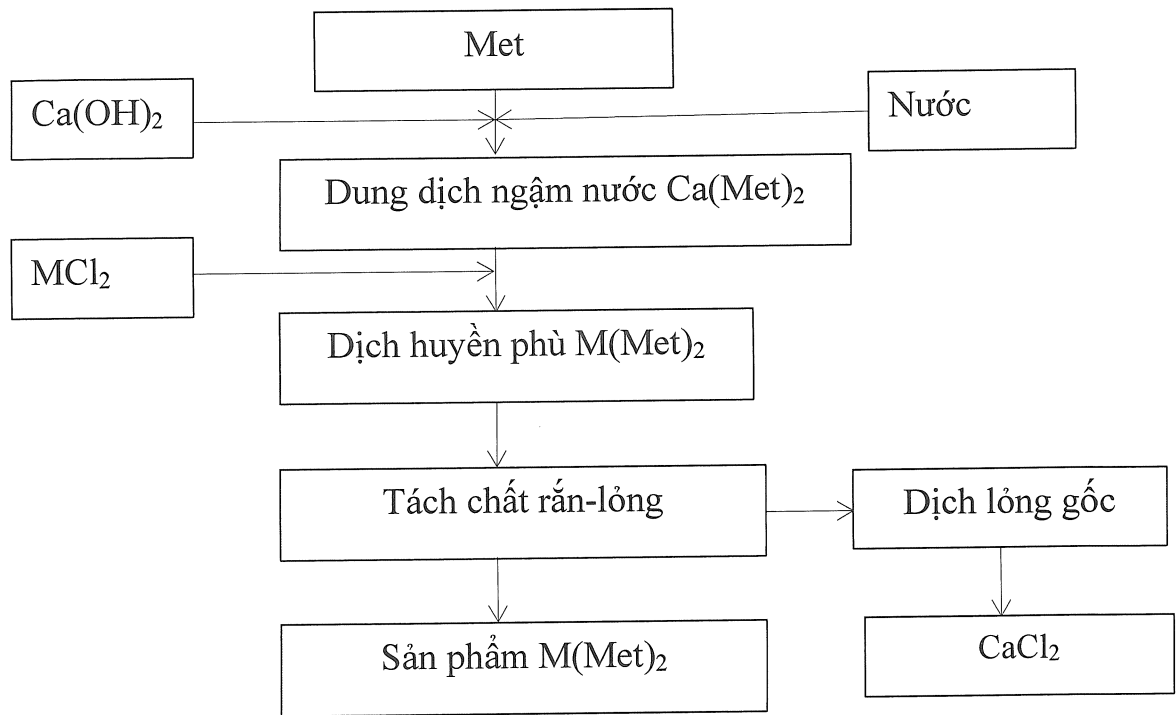 Met
Ca(OH)₂
Nước
Dung dịch ngậm nước Ca(Met)₂
MCl₂
Dịch huyền phù M(Met)₂
Tách chất rắn-lỏng
Dịch lỏng gốc
Sản phẩm M(Met)₂
CaCl₂